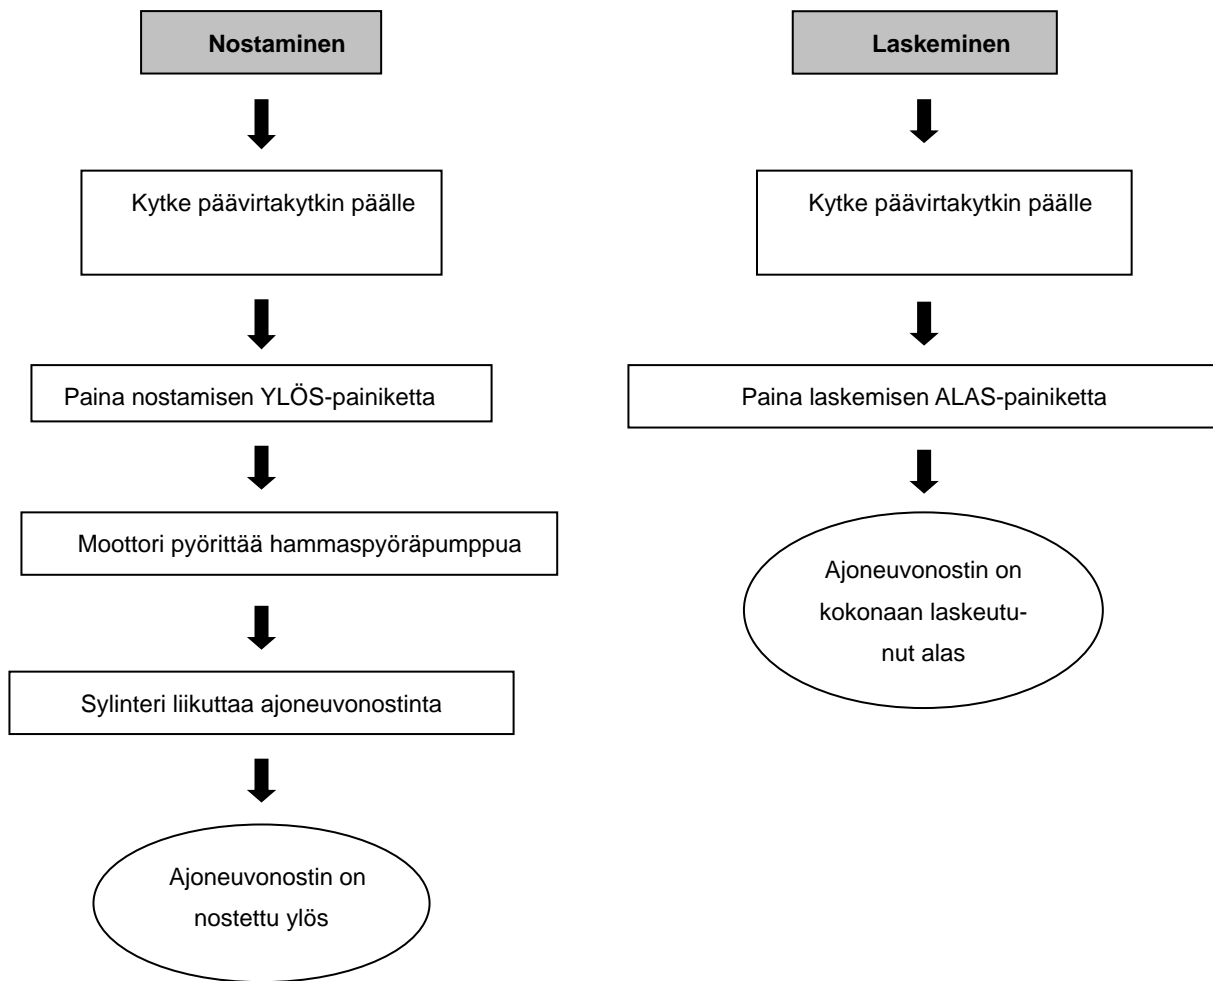 Nostaminen
Kytke päävirtakytkin päälle
Paina nostamisen YLÖS-painiketta
Moottori pyörittää hammaspyöräpumppua
Sylinteri liikuttaa ajoneuvonostinta
Ajoneuvonostin on
nostettu ylös
Laskeminen
Kytke päävirtakytkin päälle
Paina laskemisen ALAS-painiketta
Ajoneuvonostin on
kokonaan laskeutu-
nut alas